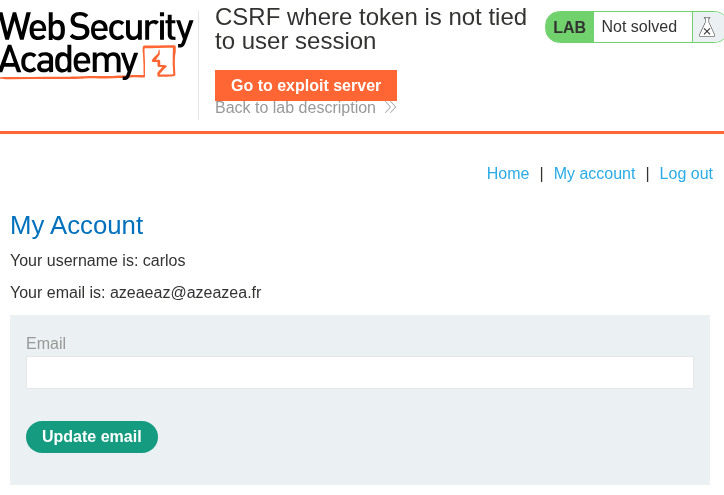 Web Security
Academy
CSRF where token is not tied
to user session
LAB Not solved
Go to exploit server
Back to lab description
Home | My account | Log out
My Account
Your username is: carlos
Your email is: azeaeaz@azeazea.fr
Email
Update email